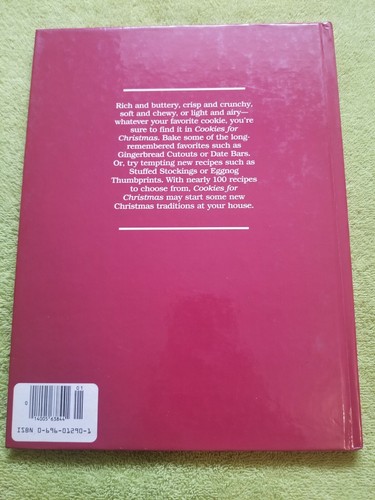 Rich and buttery, crisp and crunchy,
soft and chewy, or light and airy—
whatever your favorite cookie, you're
sure to find it in Cookies for
Christmas. Bake some of the long-
remembered favorites such as
Gingerbread Cutouts or Date Bars.
Or, try tempting new recipes such as
Stuffed Stockings or Eggnog
Thumbprints. With nearly 100 recipes
to choose from, Cookies for
Christmas may start some new
Christmas traditions at your house.
01
0
14005 63844
ISBN 0-696-01290-1